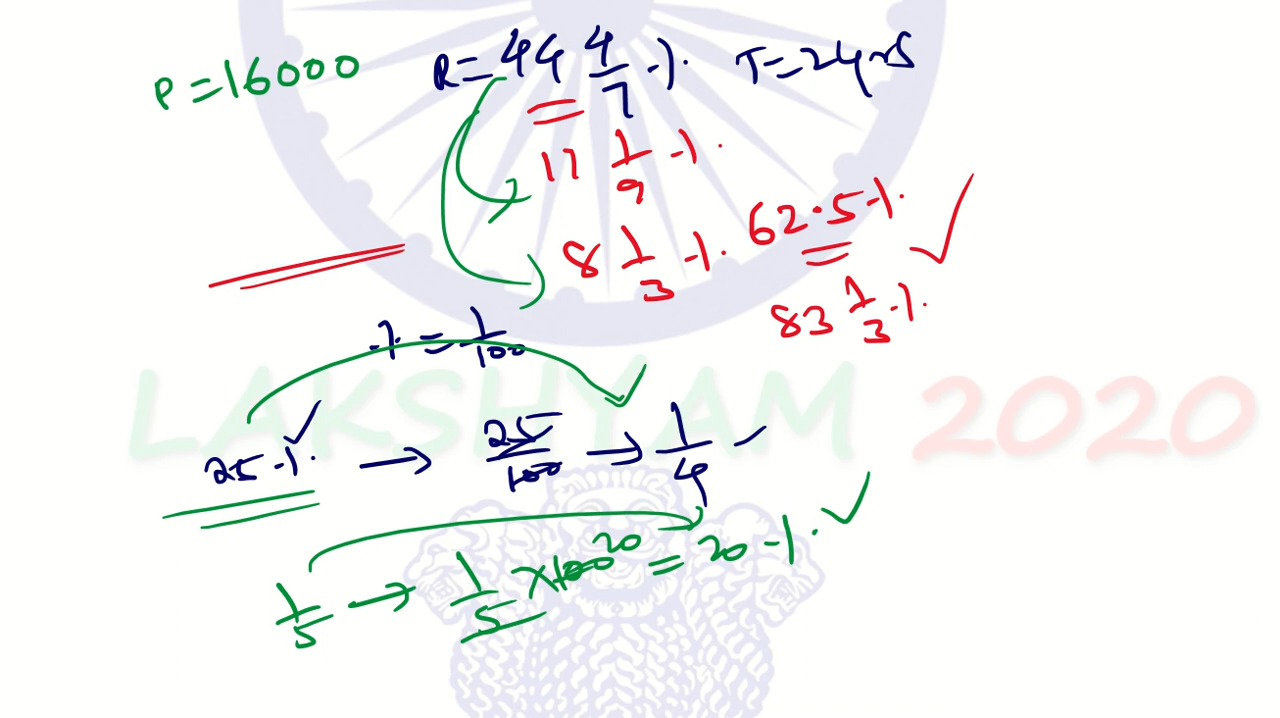 P = 16000 R = 44 4/7 % T = 2 yrs
11 1/9 %
62.5 %
8 1/3 %
83 1/3 %
% = 1/100
LAKSHYAM 2020
25 % → 25/100 → 1/4
1/5 → 1/5 × 100 20 = 20 %